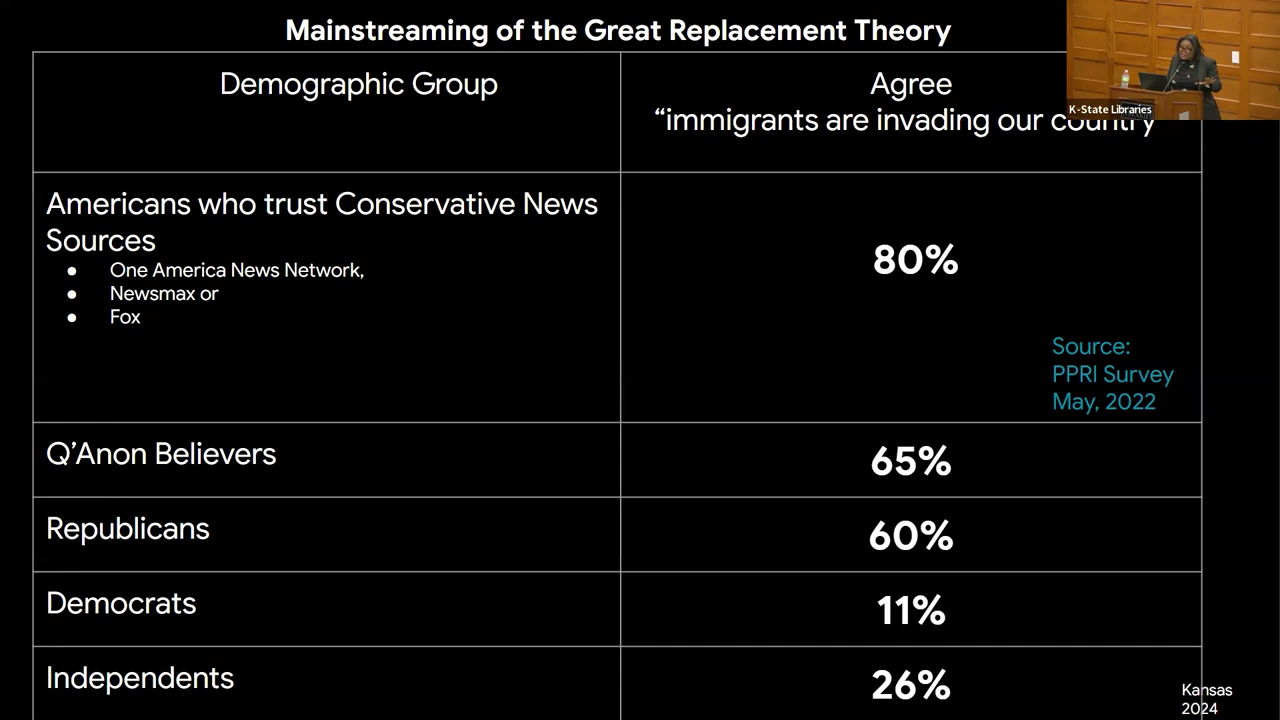 Mainstreaming of the Great Replacement Theory
Demographic Group
Agree
“immigrants are invading our country
K-State Libraries
Americans who trust Conservative News
Sources
● One America News Network,
● Newsmax or
● Fox
80%
Source:
PPRI Survey
May, 2022
Q’Anon Believers
65%
Republicans
60%
Democrats
11%
Independents
26%
Kansas
2024